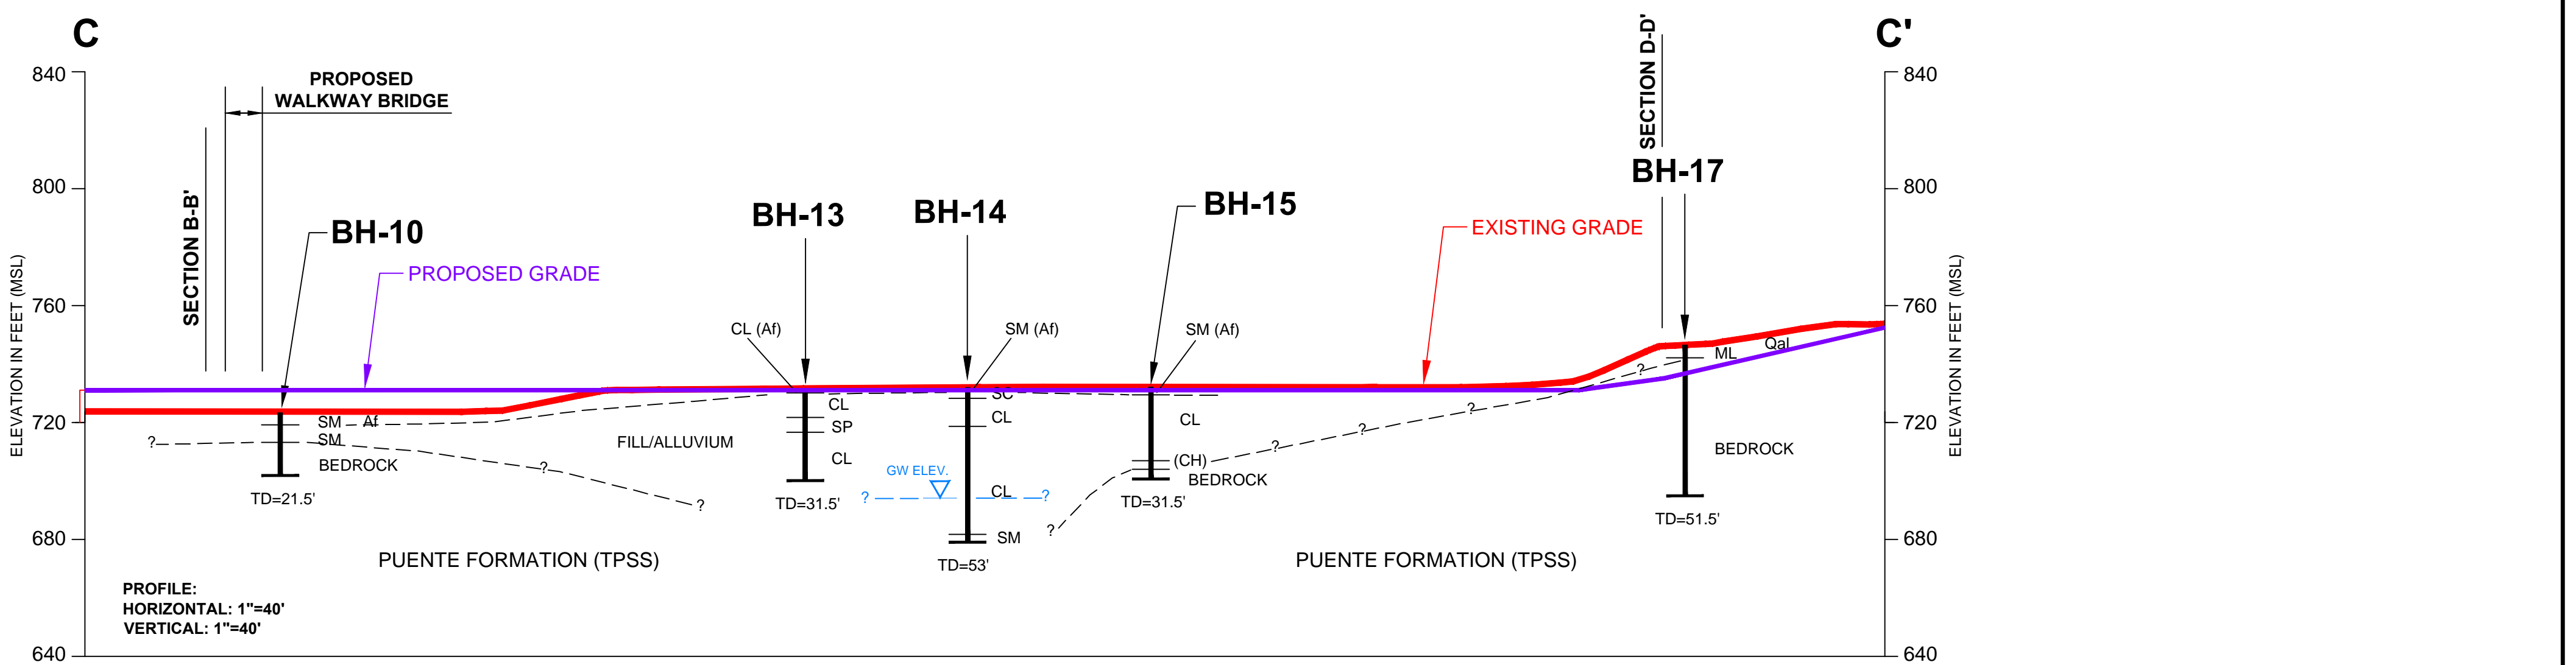 C
C'
SECTION D-D'
840
PROPOSED
WALKWAY BRIDGE
840
BH-17
800
800
SECTION B-B'
BH-10
BH-13
BH-14
BH-15
EXISTING GRADE
PROPOSED GRADE
ELEVATION IN FEET (MSL)
ELEVATION IN FEET (MSL)
760
760
CL (Af)
SM (Af)
SM (Af)
ML
Qal
?
SC
CL
CL
CL
?
720
720
SM
Af
SP
?
?
SM
FILL/ALLUVIUM
?
BEDROCK
BEDROCK
CL
(CH)
?
GW ELEV.
BEDROCK
TD=21.5'
?
TD=31.5'
?
CL
?
TD=31.5'
TD=51.5'
?
680
680
SM
PUENTE FORMATION (TPSS)
TD=53'
PUENTE FORMATION (TPSS)
PROFILE:
HORIZONTAL: 1"=40'
VERTICAL: 1"=40'
640
640